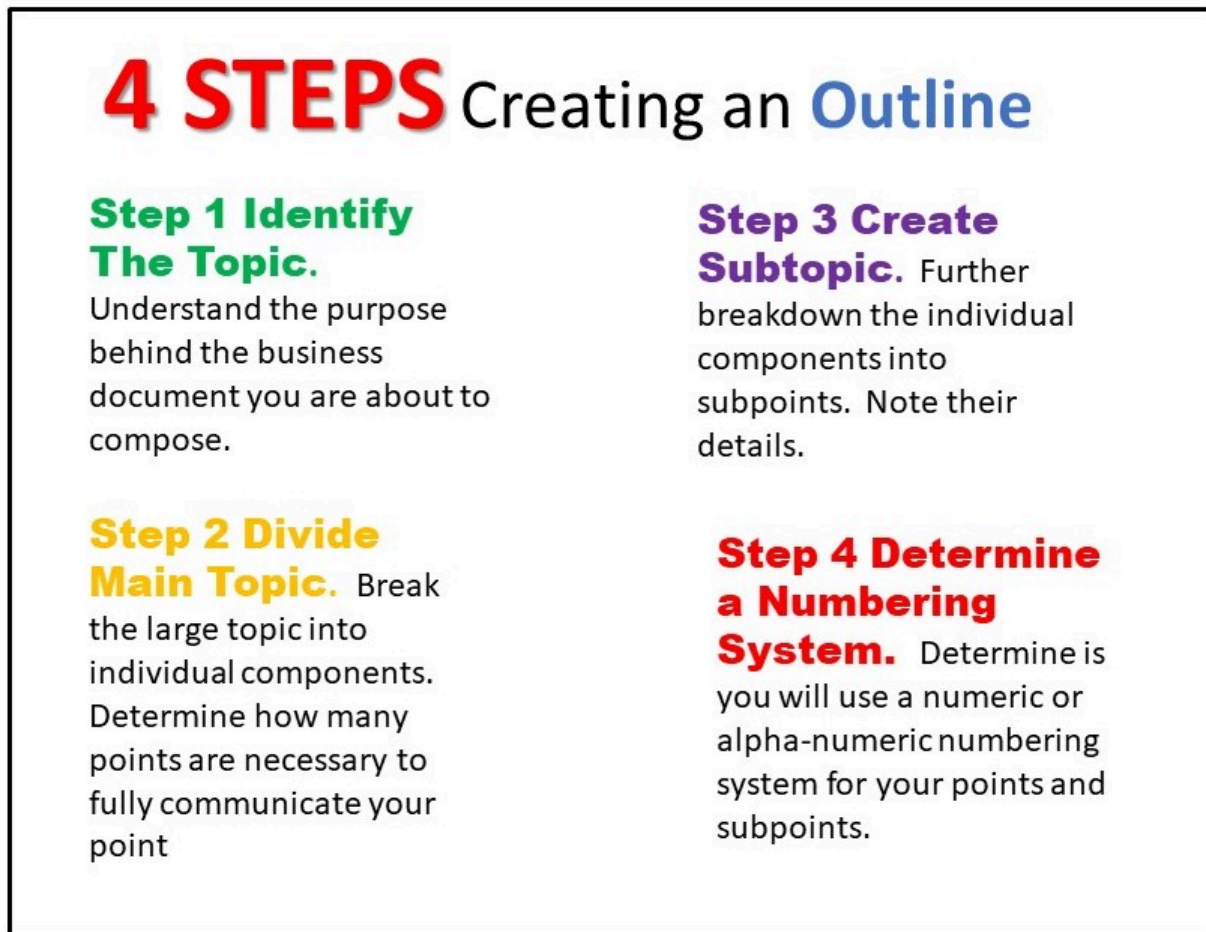 4 STEPS Creating an Outline
Step 1 Identify
The Topic.
Understand the purpose
behind the business
document you are about to
compose.
Step 2 Divide
Main Topic. Break
the large topic into
individual components.
Determine how many
points are necessary to
fully communicate your
point
Step 3 Create
Subtopic. Further
breakdown the individual
components into
subpoints. Note their
details.
Step 4 Determine
a Numbering
System. Determine is
you will use a numeric or
alpha-numeric numbering
system for your points and
subpoints.